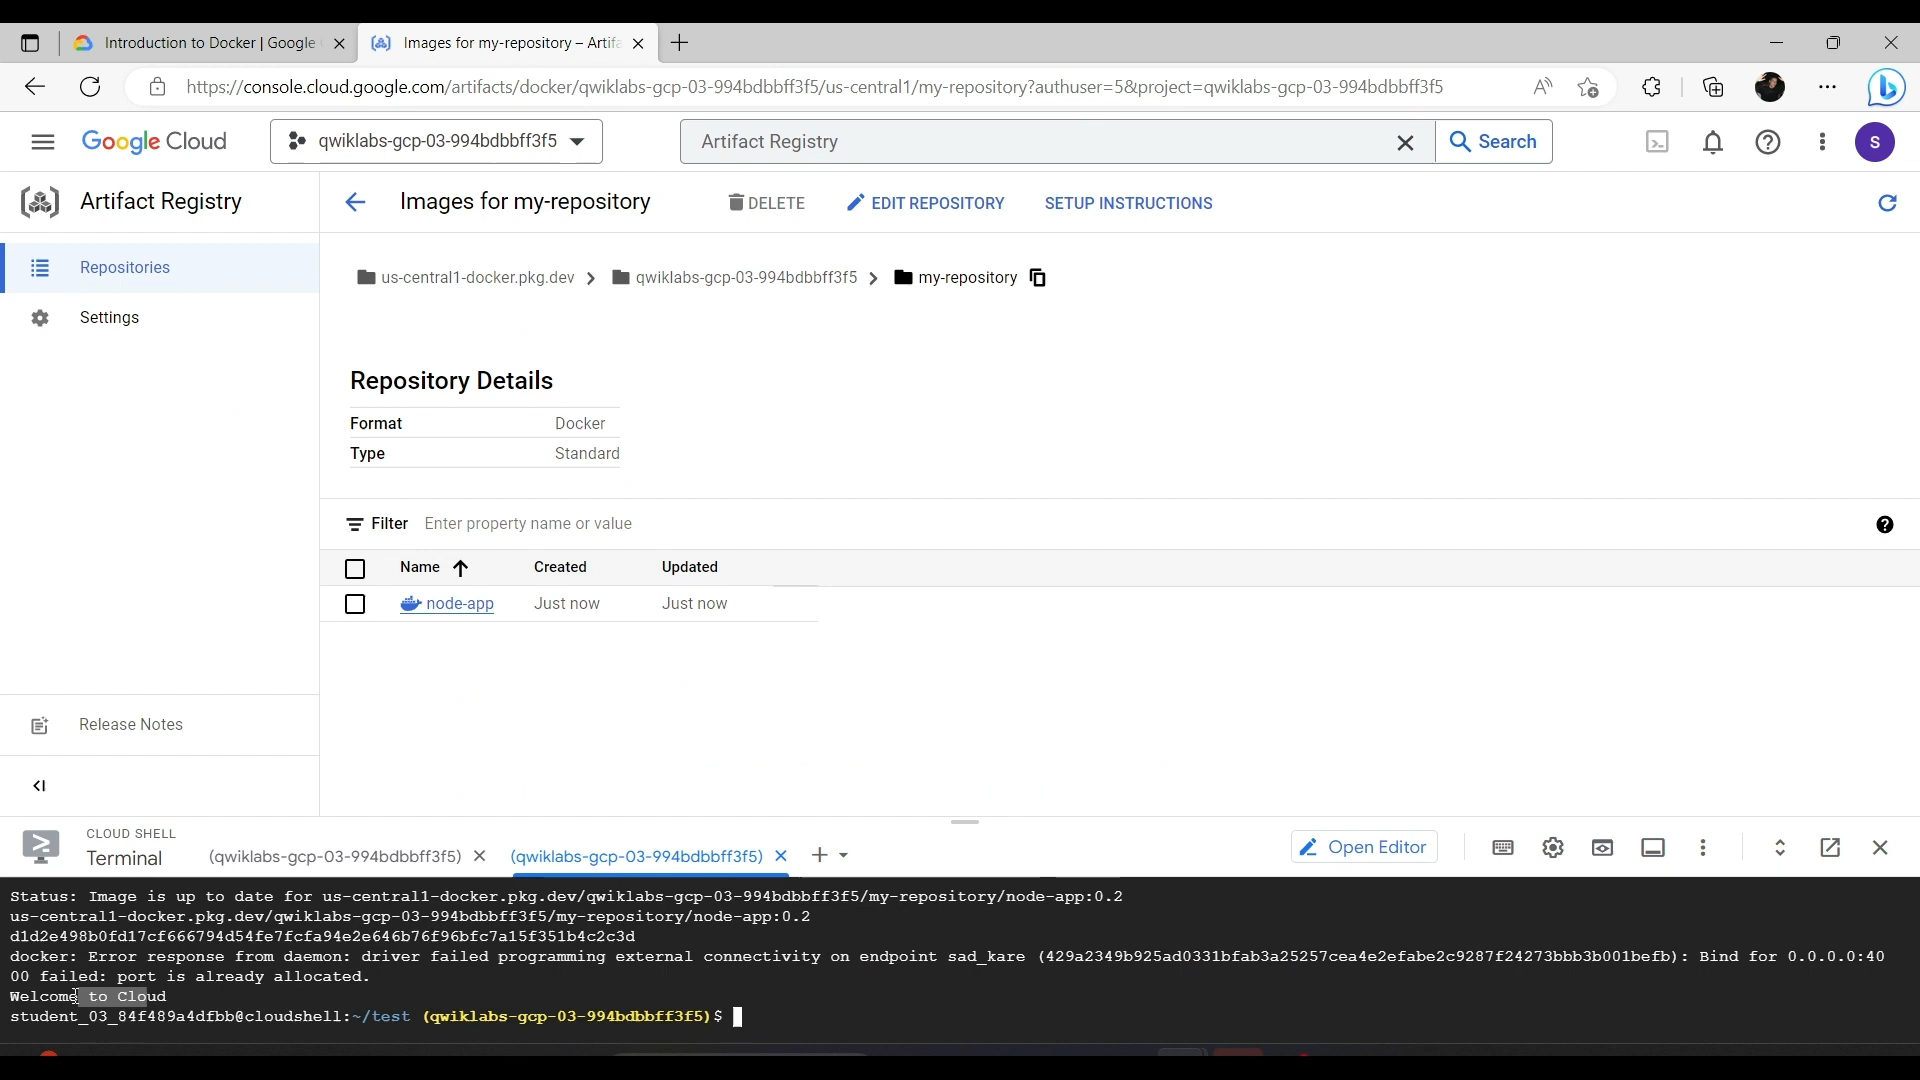 Introduction to Docker | Google
Images for my-repository – Artifa
https://console.cloud.google.com/artifacts/docker/qwiklabs-gcp-03-994bdbbff3f5/us-central1/my-repository?authuser=5&project=qwiklabs-gcp-03-994bdbbff3f5
Google Cloud
qwiklabs-gcp-03-994bdbbff3f5
Artifact Registry
Search
S
Artifact Registry
Images for my-repository
DELETE
EDIT REPOSITORY
SETUP INSTRUCTIONS
Repositories
Settings
us-central1-docker.pkg.dev
qwiklabs-gcp-03-994bdbbff3f5
my-repository
Repository Details
Format Docker
Type Standard
Filter Enter property name or value
Name Created Updated
node-app Just now Just now
Release Notes
CLOUD SHELL
Terminal
(qwiklabs-gcp-03-994bdbbff3f5)
(qwiklabs-gcp-03-994bdbbff3f5)
Open Editor
Status: Image is up to date for us-central1-docker.pkg.dev/qwiklabs-gcp-03-994bdbbff3f5/my-repository/node-app:0.2
us-central1-docker.pkg.dev/qwiklabs-gcp-03-994bdbbff3f5/my-repository/node-app:0.2
d1d2e498b0fd17cf666794d54fe7fcfa94e2e646b76f96bfc7a15f351b4c2c3d
docker: Error response from daemon: driver failed programming external connectivity on endpoint sad_kare (429a2349b925ad0331bfab3a25257cea4e2efabe2c9287f24273bbb3b001befb): Bind for 0.0.0.0:40
00 failed: port is already allocated.
Welcome to Cloud
student_03_84f489a4dfbb@cloudshell:~/test (qwiklabs-gcp-03-994bdbbff3f5)$